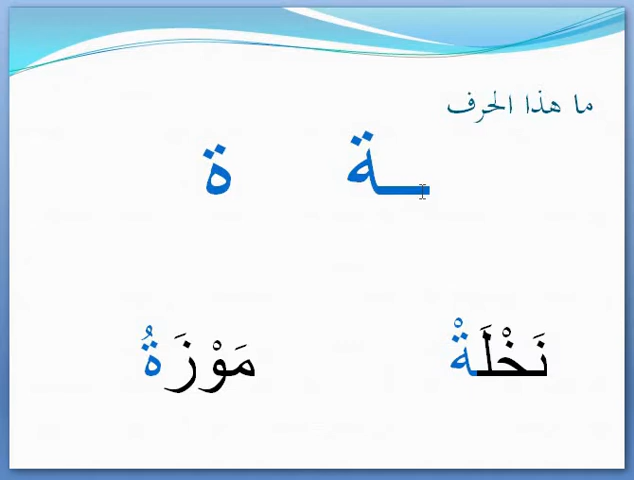 ما هذا الحرف
ـة ة
نَخْلَةْ مَوْزَةُ